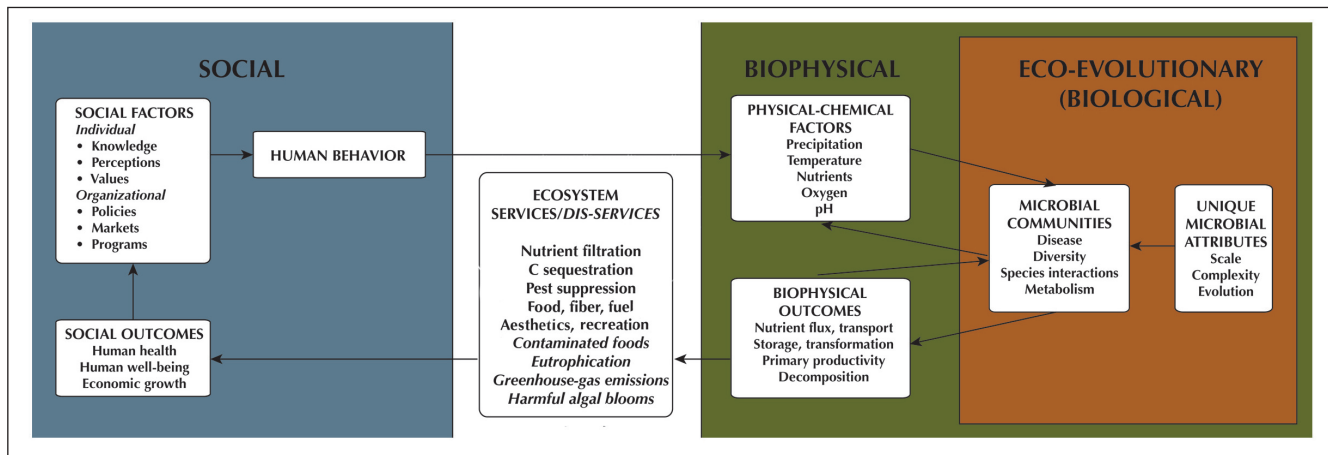 SOCIAL
SOCIAL FACTORS
Individual
• Knowledge
• Perceptions
• Values
Organizational
• Policies
• Markets
• Programs
HUMAN BEHAVIOR
SOCIAL OUTCOMES
Human health
Human well-being
Economic growth
ECOSYSTEM
SERVICES/DIS-SERVICES
Nutrient filtration
C sequestration
Pest suppression
Food, fiber, fuel
Aesthetics, recreation
Contaminated foods
Eutrophication
Greenhouse-gas emissions
Harmful algal blooms
BIOPHYSICAL
PHYSICAL-CHEMICAL
FACTORS
Precipitation
Temperature
Nutrients
Oxygen
pH
BIOPHYSICAL
OUTCOMES
Nutrient flux, transport
Storage, transformation
Primary productivity
Decomposition
ECO-EVOLUTIONARY
(BIOLOGICAL)
MICROBIAL
COMMUNITIES
Disease
Diversity
Species interactions
Metabolism
UNIQUE
MICROBIAL
ATTRIBUTES
Scale
Complexity
Evolution